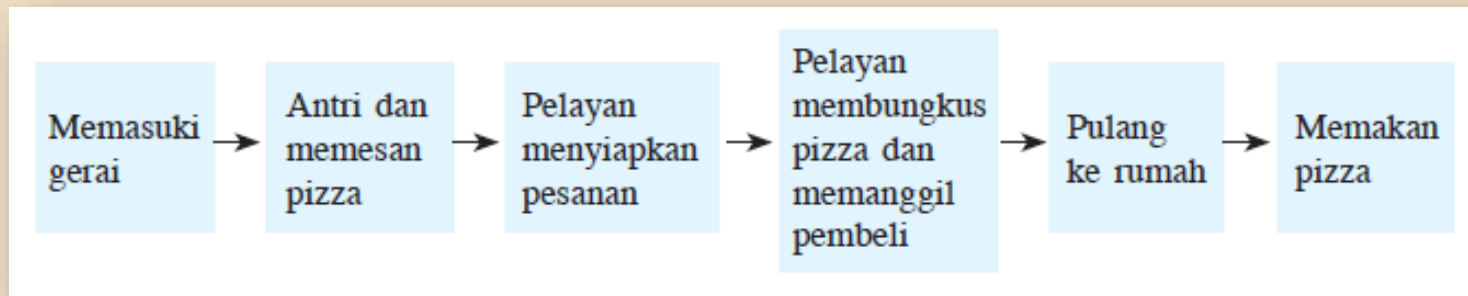 Memasuki
gerai
Antri dan
memesan
pizza
Pelayan
menyiapkan
pesanan
Pelayan
membungkus
pizza dan
memanggil
pembeli
Pulang
ke rumah
Memakan
pizza